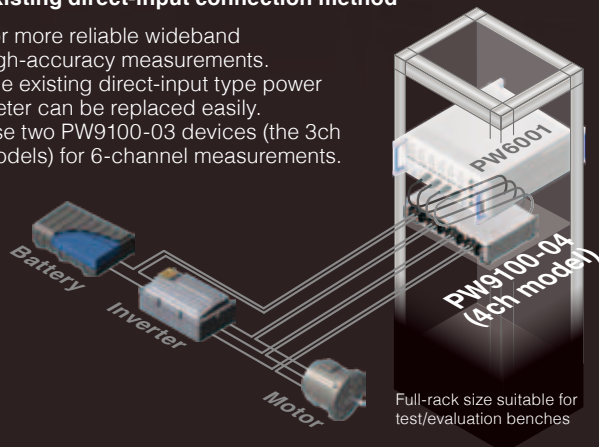 isting direct-input connection method
r more reliable wideband
gh-accuracy measurements.
e existing direct-input type power
eter can be replaced easily.
se two PW9100-03 devices (the 3ch
odels) for 6-channel measurements.
PW6001
PW9100-04
(4ch model)
Battery
Inverter
Motor
Full-rack size suitable for
test/evaluation benches